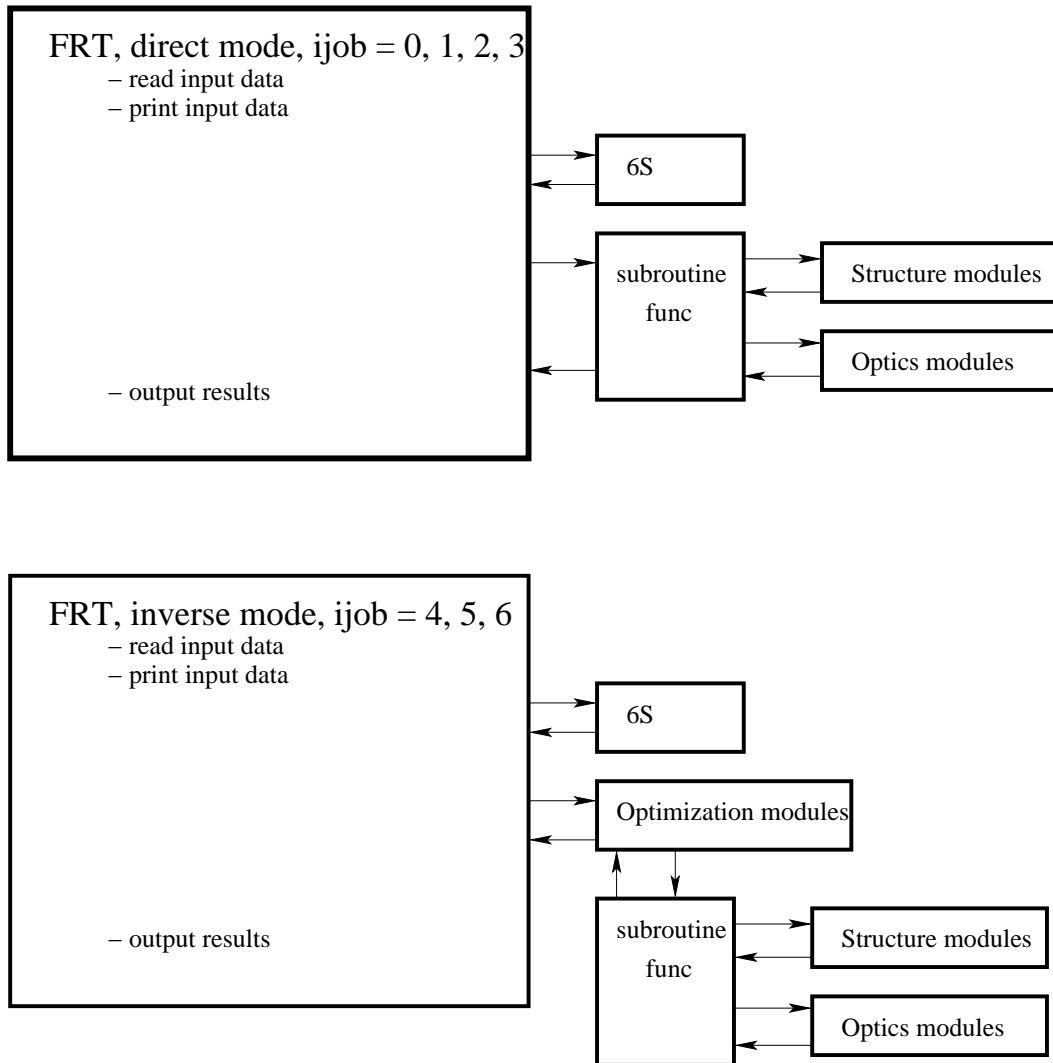 FRT, direct mode, ijob = 0, 1, 2, 3
– read input data
– print input data
6S
subroutine
func
Structure modules
Optics modules
– output results
FRT, inverse mode, ijob = 4, 5, 6
– read input data
– print input data
6S
Optimization modules
subroutine
func
Structure modules
– output results
Optics modules